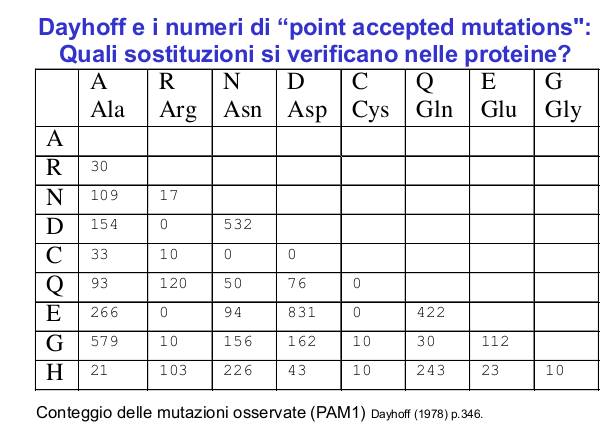 Dayhoff e i numeri di “point accepted mutations":
Quali sostituzioni si verificano nelle proteine?
A R N D C Q E G
Ala Arg Asn Asp Cys Gln Glu Gly
A
R 30
N 109 17
D 154 0 532
C 33 10 0 0
Q 93 120 50 76 0
E 266 0 94 831 0 422
G 579 10 156 162 10 30 112
H 21 103 226 43 10 243 23 10
Conteggio delle mutazioni osservate (PAM1) Dayhoff (1978) p.346.